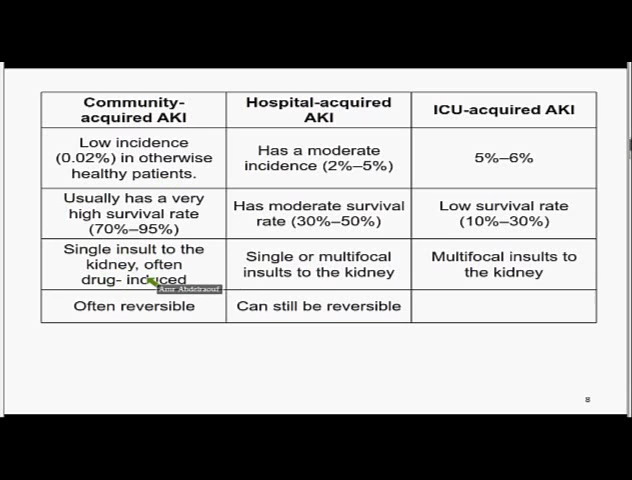 Community-
acquired AKI
Hospital-acquired
AKI
ICU-acquired AKI
Low incidence
(0.02%) in otherwise
healthy patients.
Has a moderate
incidence (2%–5%)
5%–6%
Usually has a very
high survival rate
(70%–95%)
Has moderate survival
rate (30%–50%)
Low survival rate
(10%–30%)
Single insult to the
kidney, often
drug- induced
Single or multifocal
insults to the kidney
Multifocal insults to
the kidney
Amr Abdelraouf
Often reversible
Can still be reversible
8